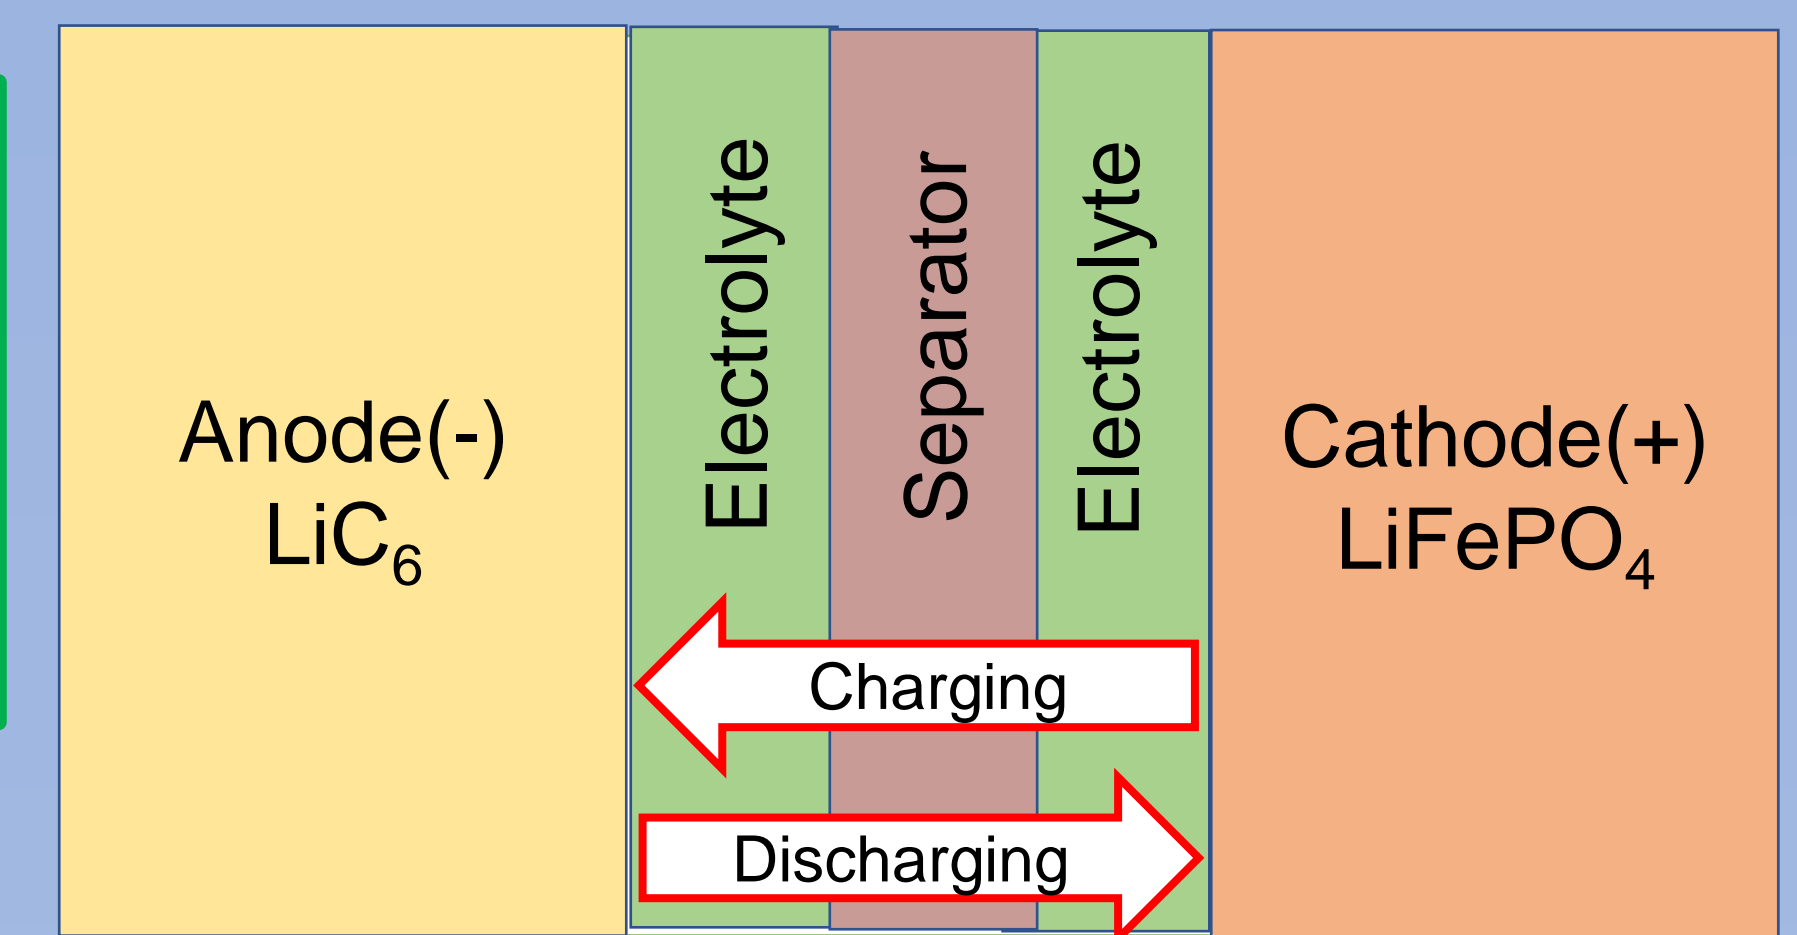 Anode(-)
LiC₆
Electrolyte
Separator
Electrolyte
Cathode(+)
LiFePO₄
Charging
Discharging